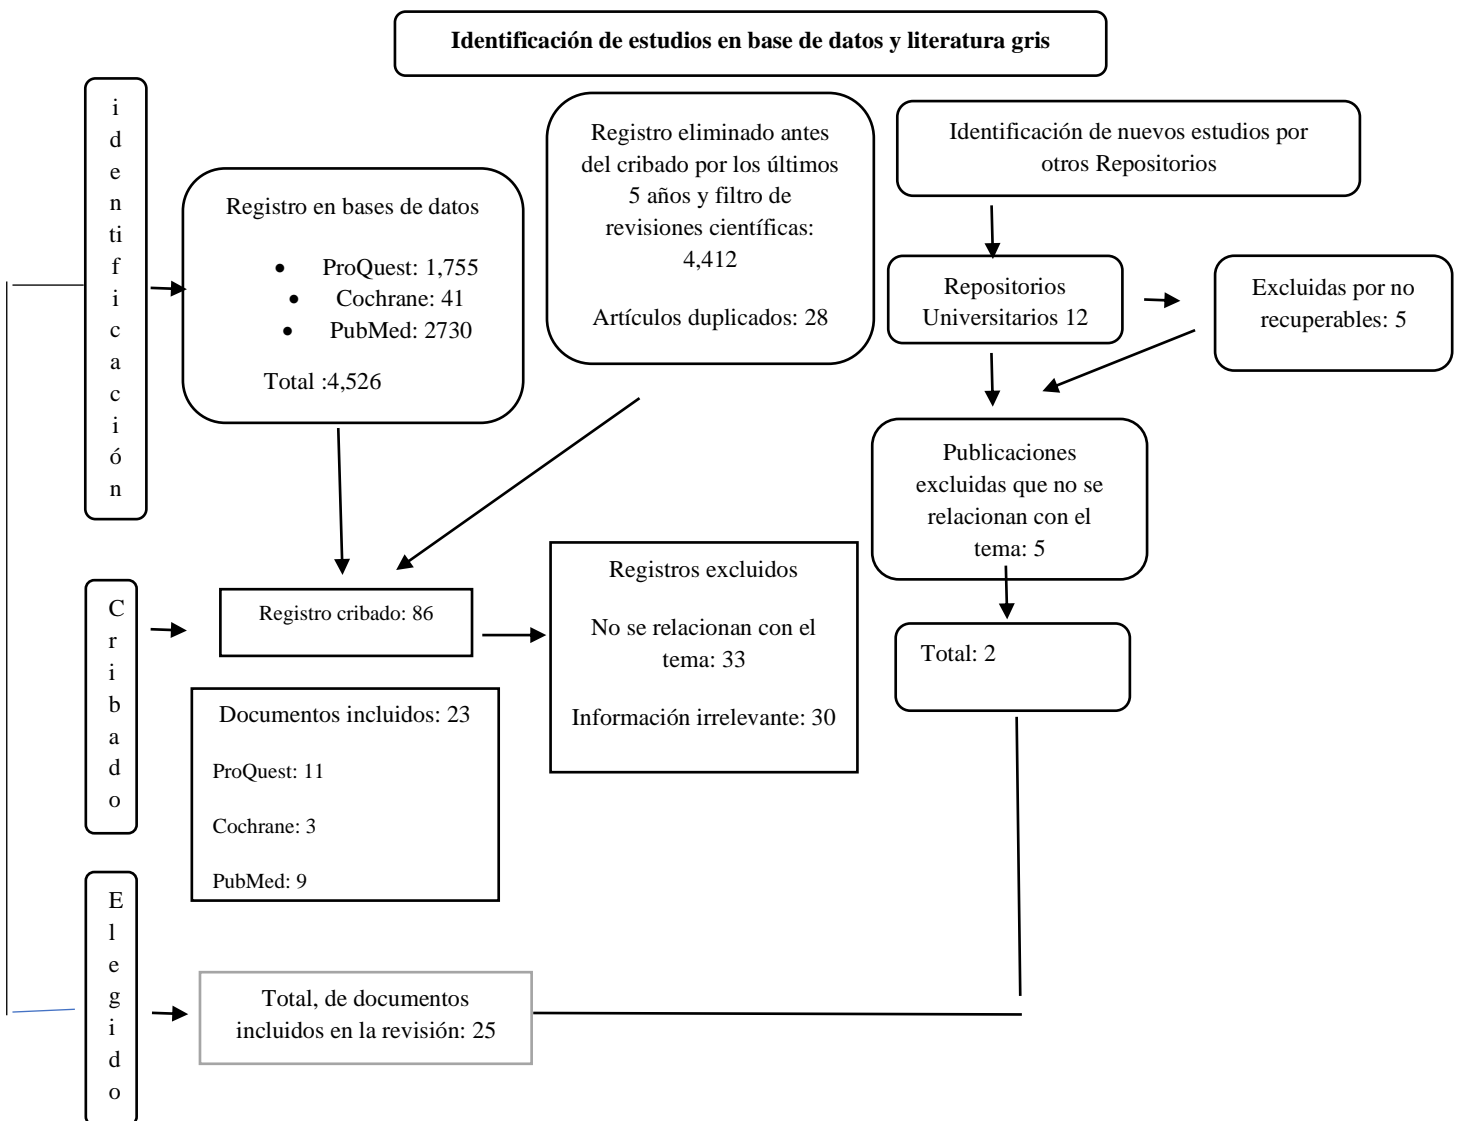 Identificación de estudios en base de datos y literatura gris
i
d
e
n
ti
f
i
c
a
c
i
ó
n
Registro en bases de datos
• ProQuest: 1,755
• Cochrane: 41
• PubMed: 2730
Total :4,526
Registro eliminado antes
del cribado por los últimos
5 años y filtro de
revisiones científicas:
4,412
Artículos duplicados: 28
Identificación de nuevos estudios por
otros Repositorios
Repositorios
Universitarios 12
Excluidas por no
recuperables: 5
Publicaciones
excluidas que no se
relacionan con el
tema: 5
C
r
i
b
a
d
o
Registro cribado: 86
Registros excluidos
No se relacionan con el
tema: 33
Información irrelevante: 30
Total: 2
Documentos incluidos: 23
ProQuest: 11
Cochrane: 3
PubMed: 9
E
l
e
g
i
d
o
Total, de documentos
incluidos en la revisión: 25